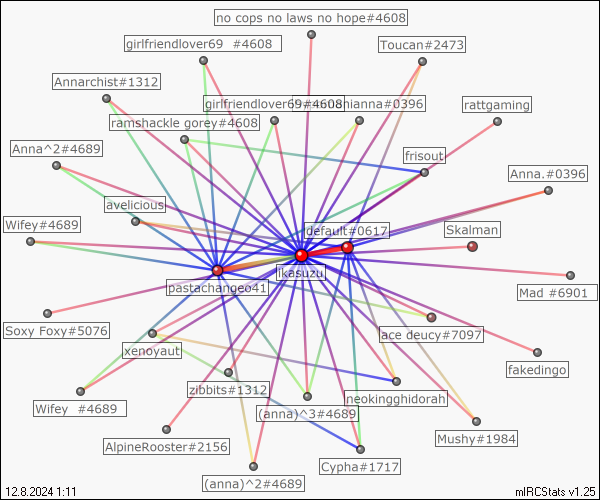 no cops no laws no hope#4608
girlfriendlover69 #4608
Toucan#2473
Annarchist#1312
girlfriendlover69#4608
nianna#0396
rattgaming
ramshackle gorey#4608
Anna^2#4689
frisout
Anna.#0396
avelicious
Wifey#4689
default#0617
Skalman
ikasuzu
pastachangeo41
Mad #6901
Soxy Foxy#5076
ace deucy#7097
xenoyaut
fakedingo
zibbits#1312
neokingghidorah
Wifey #4689
(anna)^3#4689
AlpineRooster#2156
Mushy#1984
Cypha#1717
(anna)^2#4689
12.8.2024 1:11
mIRCStats v1.25